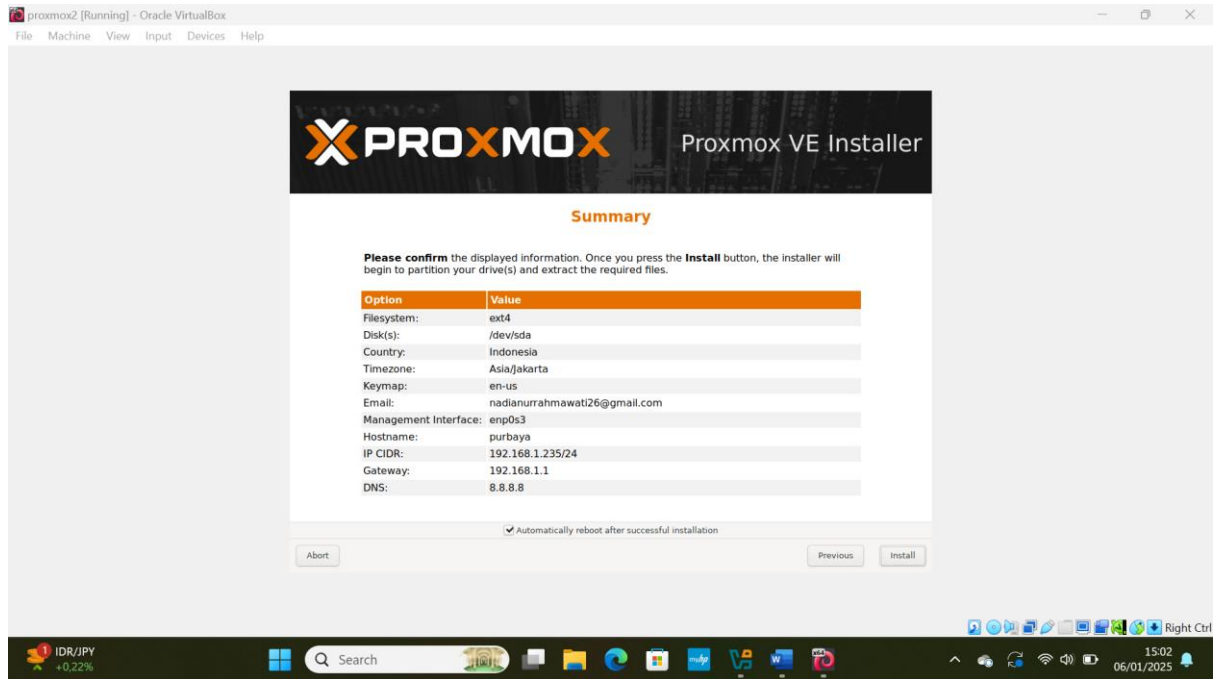 proxmox2 [Running] - Oracle VirtualBox
File Machine View Input Devices Help
PROXMOX
Proxmox VE Installer
Summary
Please confirm the displayed information. Once you press the Install button, the installer will
begin to partition your drive(s) and extract the required files.
Option Value
Filesystem: ext4
Disk(s): /dev/sda
Country: Indonesia
Timezone: Asia/Jakarta
Keymap: en-us
Email: nadianurrahmawati26@gmail.com
Management Interface: enp0s3
Hostname: purbaya
IP CIDR: 192.168.1.235/24
Gateway: 192.168.1.1
DNS: 8.8.8.8
Automatically reboot after successful installation
Abort Previous Install
Right Ctrl
1 IDR/JPY
+0,22%
Search
myhp
W
x64
15:02
06/01/2025